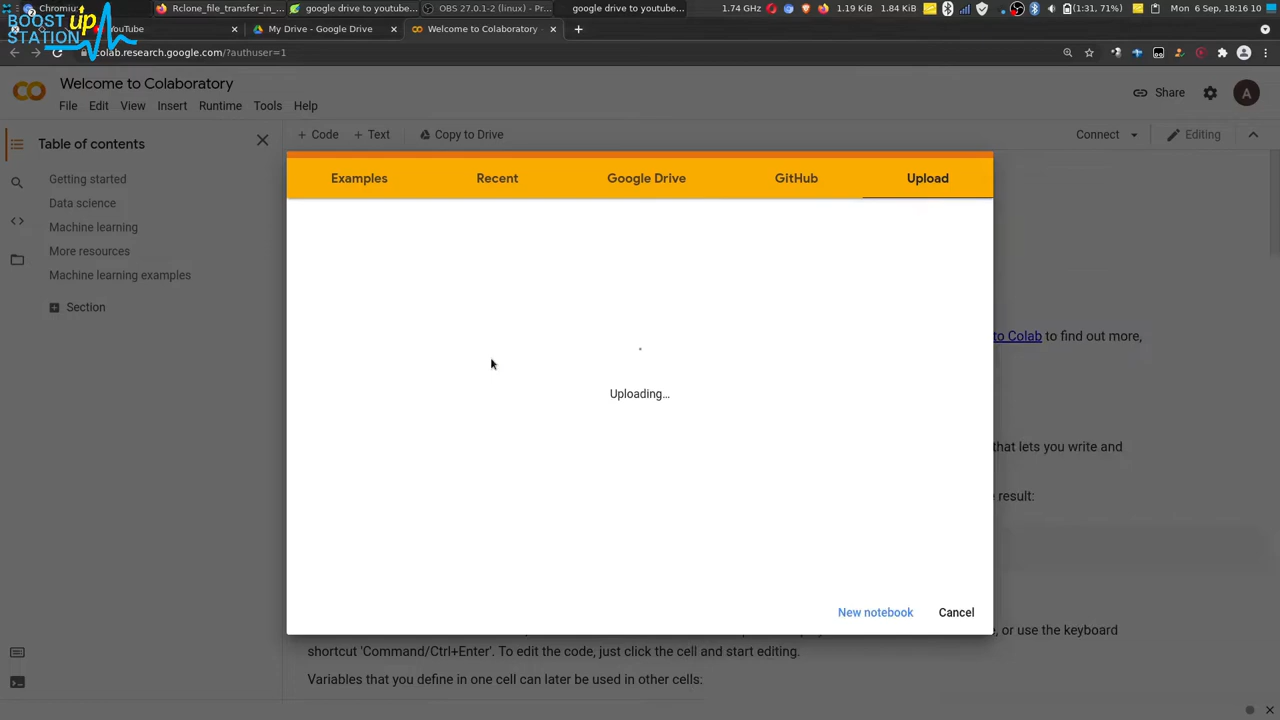 Chromiu
Rclone_file_transfer_in_...
google drive to youtube...
OBS 27.0.1-2 (linux) - Pr...
google drive to youtube...
1.74 GHz
1.19 KiB
1.84 KiB
(1:31, 71%)
Mon 6 Sep, 18:16 10
BOOST up
STATION
YouTube
My Drive - Google Drive
Welcome to Colaboratory
colab.research.google.com/?authuser=1
Welcome to Colaboratory
File Edit View Insert Runtime Tools Help
Share
A
+ Code + Text Copy to Drive
Connect
Editing
Table of contents
Getting started
Data science
Machine learning
More resources
Machine learning examples
Section
Examples Recent Google Drive GitHub Upload
to Colab to find out more,
Uploading...
that lets you write and
result:
New notebook Cancel
, or use the keyboard
shortcut 'Command/Ctrl+Enter'. To edit the code, just click the cell and start editing.
Variables that you define in one cell can later be used in other cells: